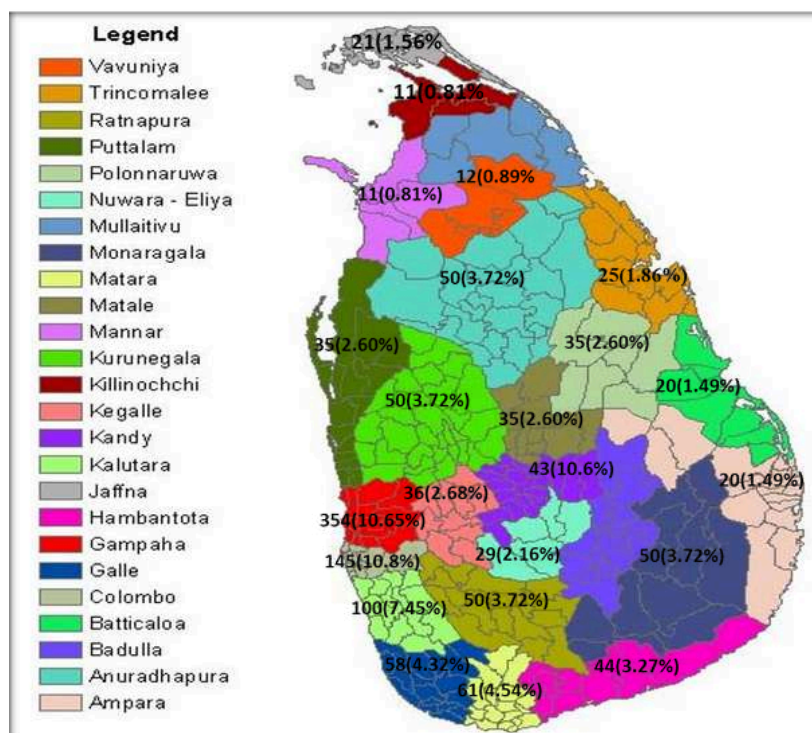 Legend
Vavuniya
Trincomalee
Ratnapura
Puttalam
Polonnaruwa
Nuwara - Eliya
Mullaitivu
Monaragala
Matara
Matale
Mannar
Kurunegala
Killinochchi
Kegalle
Kandy
Kalutara
Jaffna
Hambantota
Gampaha
Galle
Colombo
Batticaloa
Badulla
Anuradhapura
Ampara
21(1.56%
11(0.81%
12(0.89%
11(0.81%)
50(3.72%)
25(1.86%)
35(2.60%)
35(2.60%)
20(1.49%)
50(3.72%)
35(2.60%)
43(10.6%)
20(1.49%)
36(2.68%)
354(10.65%)
29(2.16%)
50(3.72%)
145(10.8%)
100(7.45%)
50(3.72%)
58(4.32%)
44(3.27%)
61(4.54%)